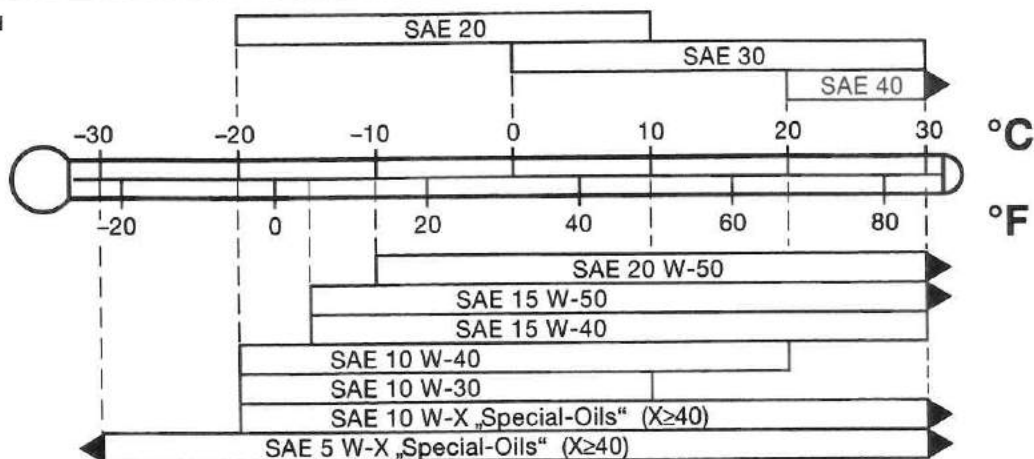 SAE 20
SAE 30
SAE 40
−30 −20 −10 0 10 20 30 °C
−20 0 20 40 60 80 °F
SAE 20 W-50
SAE 15 W-50
SAE 15 W-40
SAE 10 W-40
SAE 10 W-30
SAE 10 W-X „Special-Oils“ (X≥40)
SAE 5 W-X „Special-Oils“ (X≥40)